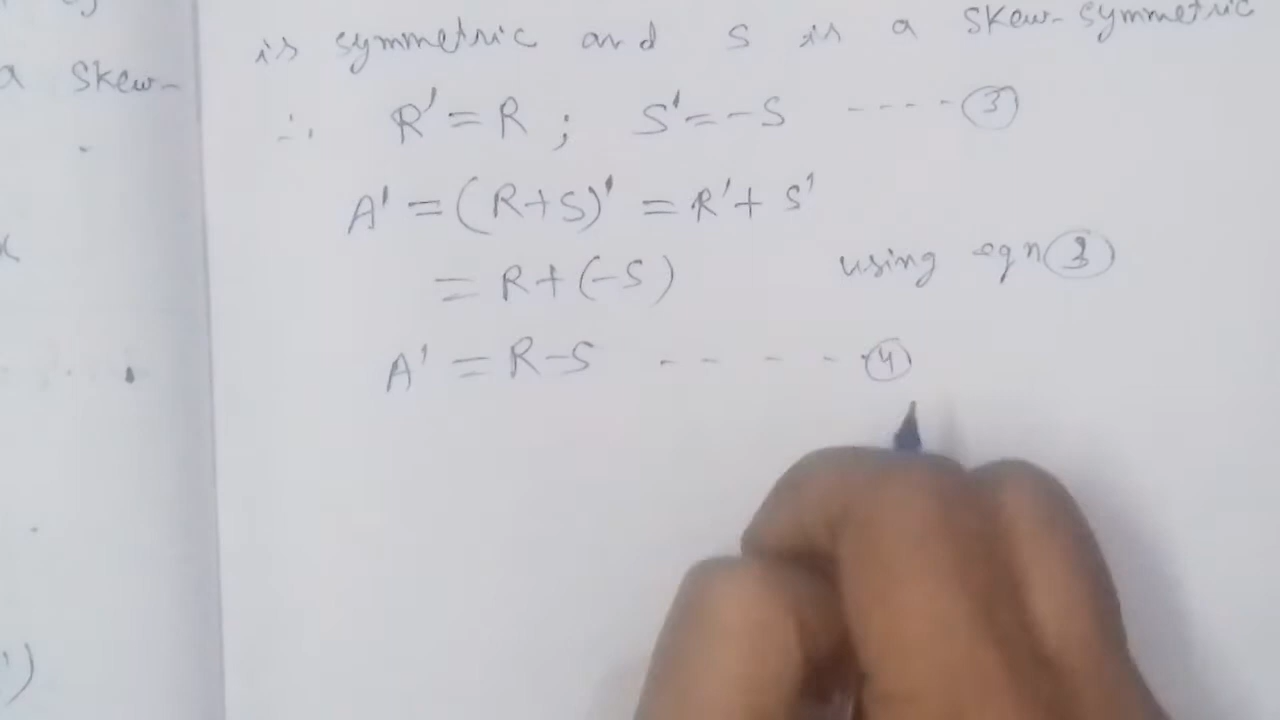 a skew-
is symmetric and S is a skew-symmetric
∴ R' = R ; S' = -S ---- ③
A' = (R+S)' = R' + S'
= R+(-S) using eqn ③
A' = R-S - - - - ④
')